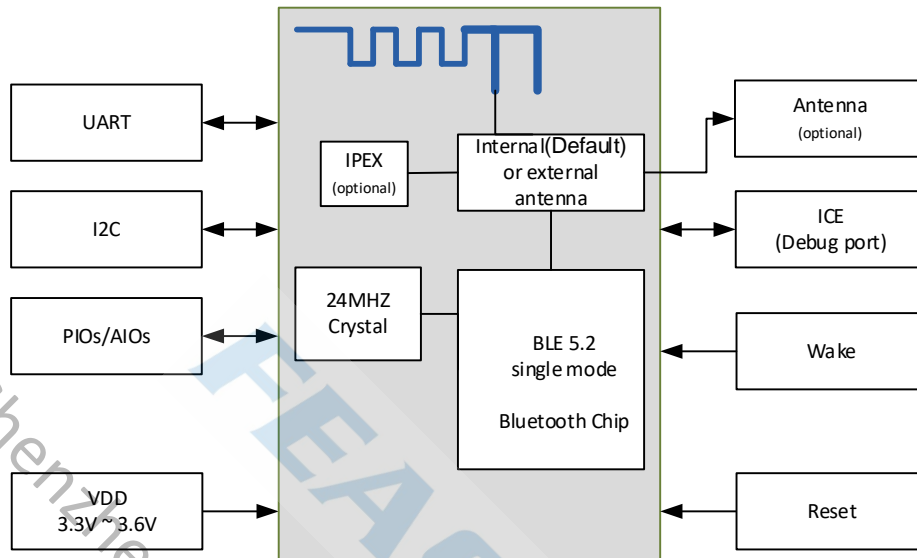 UART
I2C
PIOs/AIOs
VDD
3.3V ~ 3.6V
IPEX
(optional)
Internal(Default)
or external
antenna
24MHZ
Crystal
BLE 5.2
single mode
Bluetooth Chip
Antenna
(optional)
ICE
(Debug port)
Wake
Reset